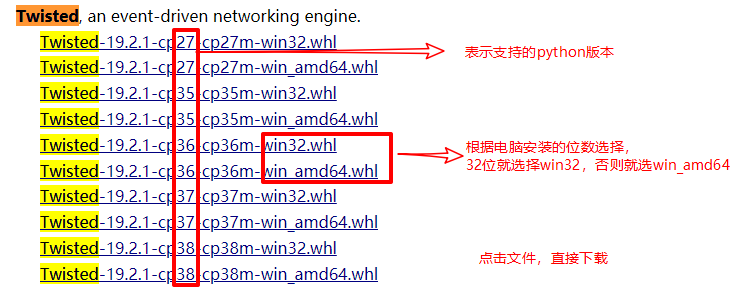 Twisted, an event-driven networking engine.
Twisted-19.2.1-cp27-cp27m-win32.whl
表示支持的python版本
Twisted-19.2.1-cp27-cp27m-win_amd64.whl
Twisted-19.2.1-cp35-cp35m-win32.whl
Twisted-19.2.1-cp35-cp35m-win_amd64.whl
Twisted-19.2.1-cp36-cp36m-win32.whl
根据电脑安装的位数选择，
32位就选择win32，否则就选win_amd64
Twisted-19.2.1-cp36-cp36m-win_amd64.whl
Twisted-19.2.1-cp37-cp37m-win32.whl
Twisted-19.2.1-cp37-cp37m-win_amd64.whl
Twisted-19.2.1-cp38-cp38m-win32.whl
点击文件，直接下载
Twisted-19.2.1-cp38-cp38m-win_amd64.whl